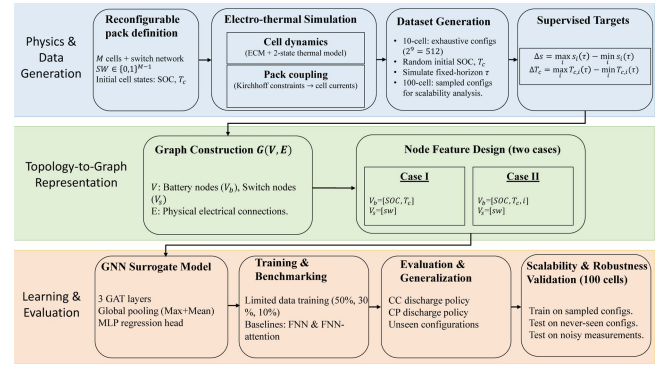 Physics &
Data
Generation
Reconfigurable
pack definition
M cells + switch network
SW ∈ {0,1}^{M−1}
Initial cell states: SOC, T_c
Electro-thermal Simulation
Cell dynamics
(ECM + 2-state thermal model)
Pack coupling
(Kirchhoff constraints → cell currents)
Dataset Generation
• 10-cell: exhaustive configs
(2^9 = 512)
• Random initial SOC, T_c
• Simulate fixed-horizon τ
• 100-cell: sampled configs
for scalability analysis.
Supervised Targets
Δs = max_i s_i(τ) − min_i s_i(τ)
ΔT_c = max_i T_{c,i}(τ) − min_i T_{c,i}(τ)
Topology-to-Graph
Representation
Graph Construction G(V, E)
V: Battery nodes (V_b), Switch nodes
(V_s)
E: Physical electrical connections.
Node Feature Design (two cases)
Case I
V_b=[SOC, T_c]
V_s=[sw]
Case II
V_b=[SOC, T_c, i]
V_s=[sw]
Learning &
Evaluation
GNN Surrogate Model
3 GAT layers
Global pooling (Max+Mean)
MLP regression head
Training &
Benchmarking
Limited data training (50%, 30
%, 10%)
Baselines: FNN & FNN-
attention
Evaluation &
Generalization
CC discharge policy
CP discharge policy
Unseen configurations
Scalability & Robustness
Validation (100 cells)
Train on sampled configs.
Test on never-seen configs.
Test on noisy measurements.